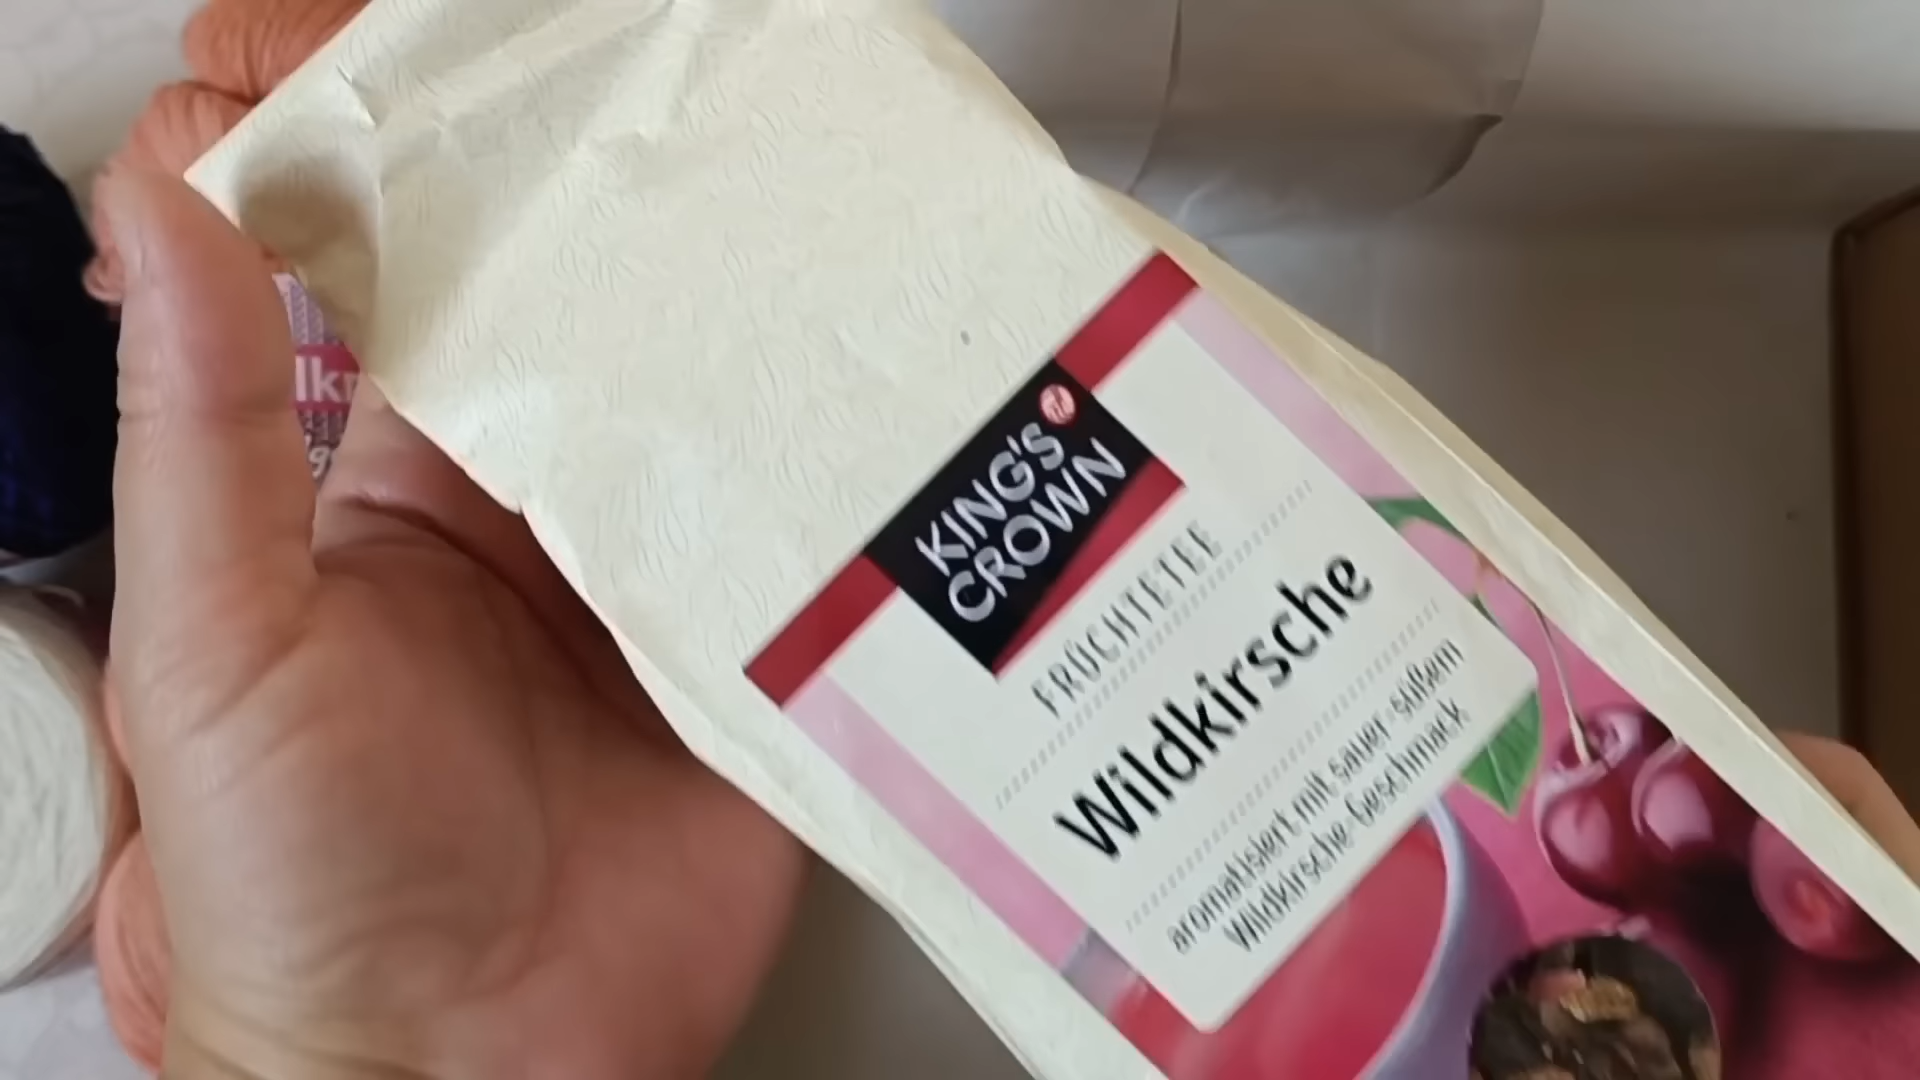 KING'S
CROWN
FRÜCHTETEE
Wildkirsche
aromatisiert mit sauer-süßem
Wildkirsche-Geschmack